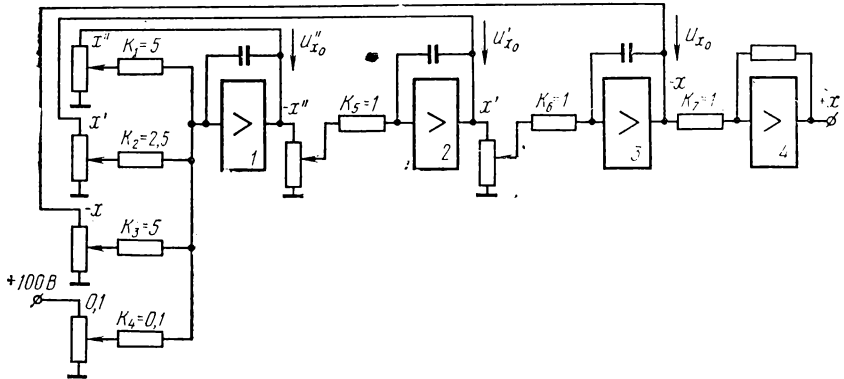 x" K₁=5
x' K₂=2,5
-x K₃=5
+100В 0,1 K₄=0,1
1
U"ₓ₀
-x"
K₅=1
2
U'ₓ₀
x'
K₆=1
3
Uₓ₀
-x
K₇=1
4
+x